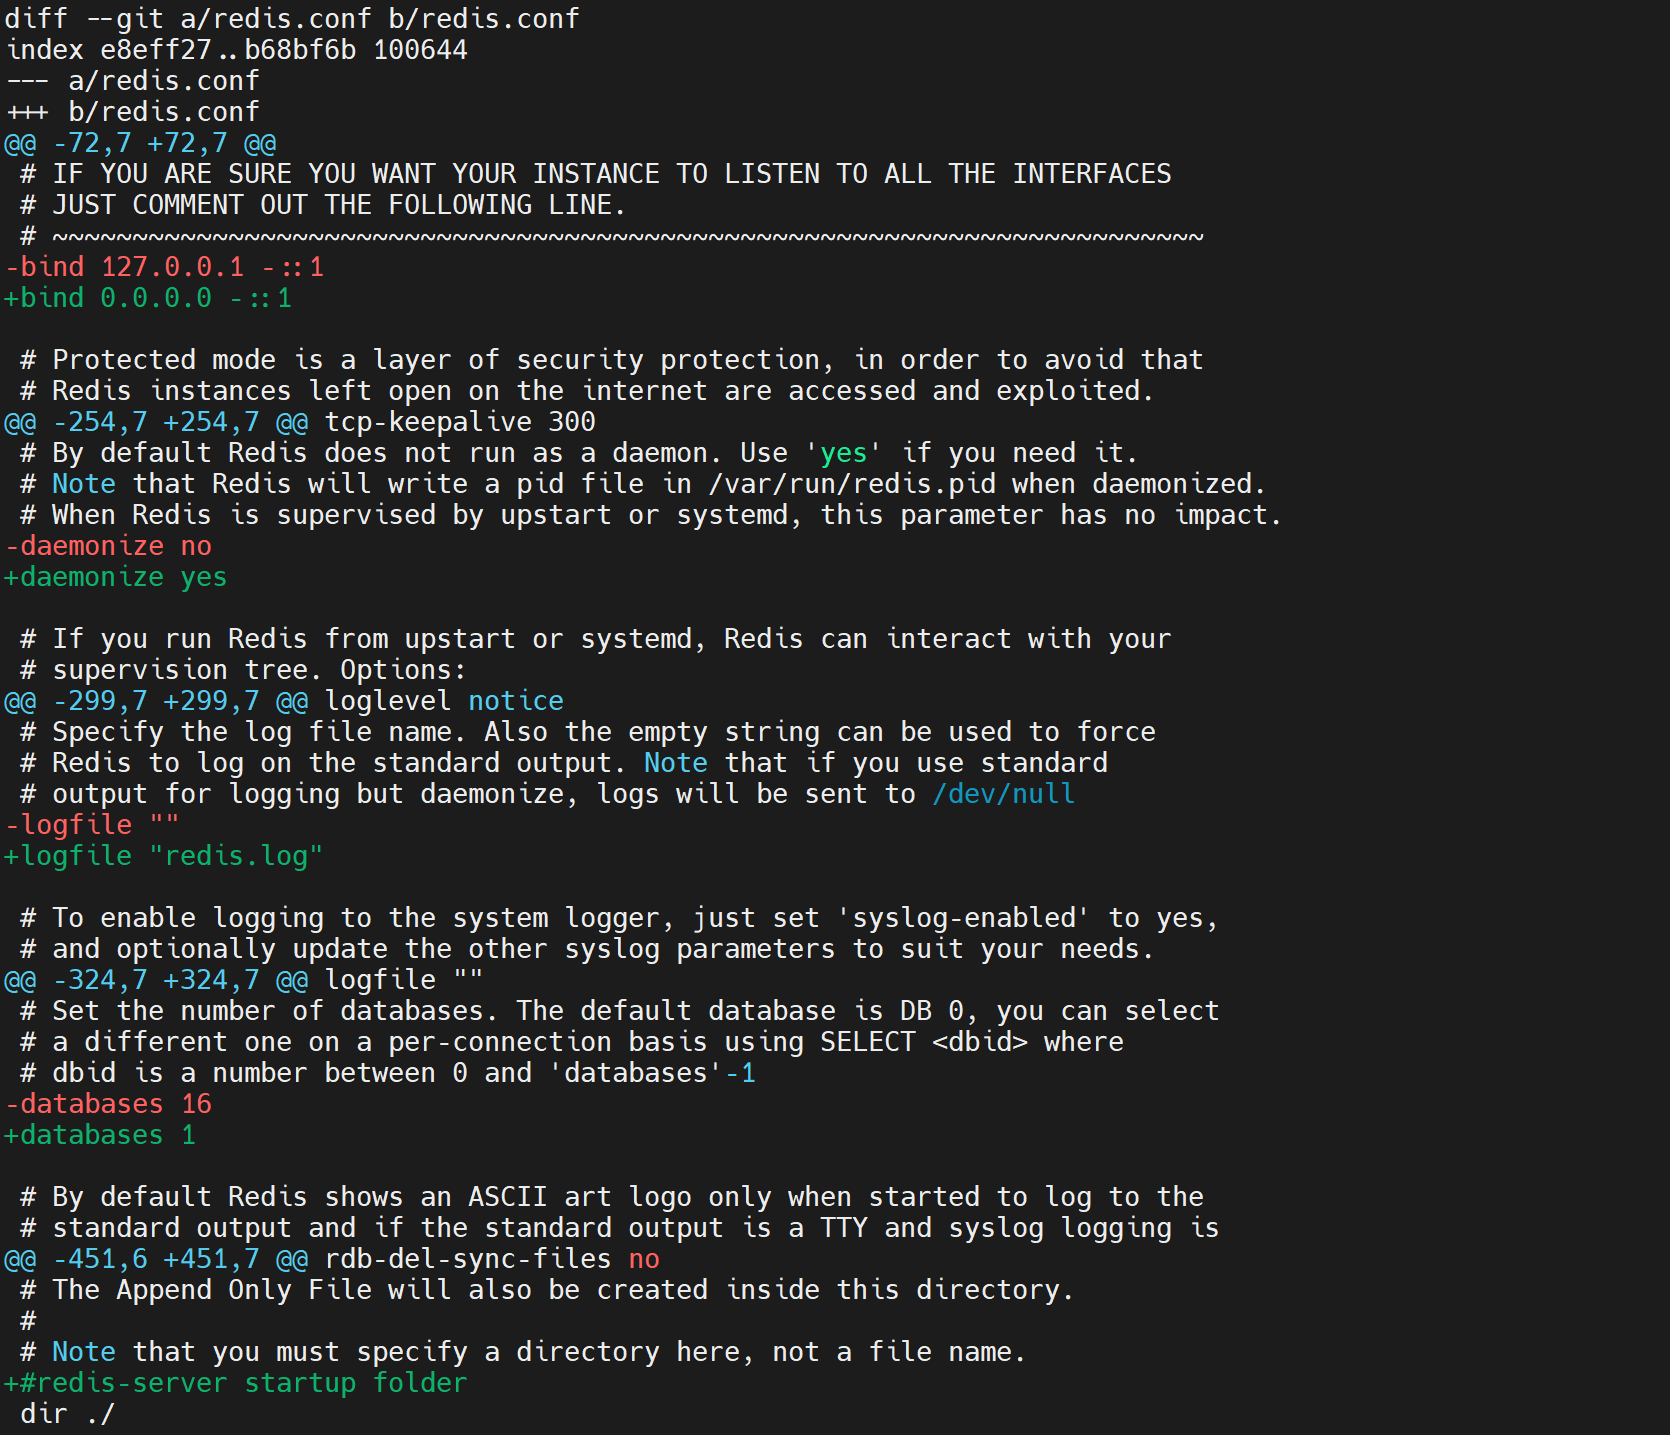 diff --git a/redis.conf b/redis.conf
index e8eff27..b68bf6b 100644
--- a/redis.conf
+++ b/redis.conf
@@ -72,7 +72,7 @@
 # IF YOU ARE SURE YOU WANT YOUR INSTANCE TO LISTEN TO ALL THE INTERFACES
 # JUST COMMENT OUT THE FOLLOWING LINE.
 # ~~~~~~~~~~~~~~~~~~~~~~~~~~~~~~~~~~~~~~~~~~~~~~~~~~~~~~~~~~~~~~~~~~~~~~~~
-bind 127.0.0.1 -::1
+bind 0.0.0.0 -::1

 # Protected mode is a layer of security protection, in order to avoid that
 # Redis instances left open on the internet are accessed and exploited.
@@ -254,7 +254,7 @@ tcp-keepalive 300
 # By default Redis does not run as a daemon. Use 'yes' if you need it.
 # Note that Redis will write a pid file in /var/run/redis.pid when daemonized.
 # When Redis is supervised by upstart or systemd, this parameter has no impact.
-daemonize no
+daemonize yes

 # If you run Redis from upstart or systemd, Redis can interact with your
 # supervision tree. Options:
@@ -299,7 +299,7 @@ loglevel notice
 # Specify the log file name. Also the empty string can be used to force
 # Redis to log on the standard output. Note that if you use standard
 # output for logging but daemonize, logs will be sent to /dev/null
-logfile ""
+logfile "redis.log"

 # To enable logging to the system logger, just set 'syslog-enabled' to yes,
 # and optionally update the other syslog parameters to suit your needs.
@@ -324,7 +324,7 @@ logfile ""
 # Set the number of databases. The default database is DB 0, you can select
 # a different one on a per-connection basis using SELECT <dbid> where
 # dbid is a number between 0 and 'databases'-1
-databases 16
+databases 1

 # By default Redis shows an ASCII art logo only when started to log to the
 # standard output and if the standard output is a TTY and syslog logging is
@@ -451,6 +451,7 @@ rdb-del-sync-files no
 # The Append Only File will also be created inside this directory.
 #
 # Note that you must specify a directory here, not a file name.
+#redis-server startup folder
 dir ./